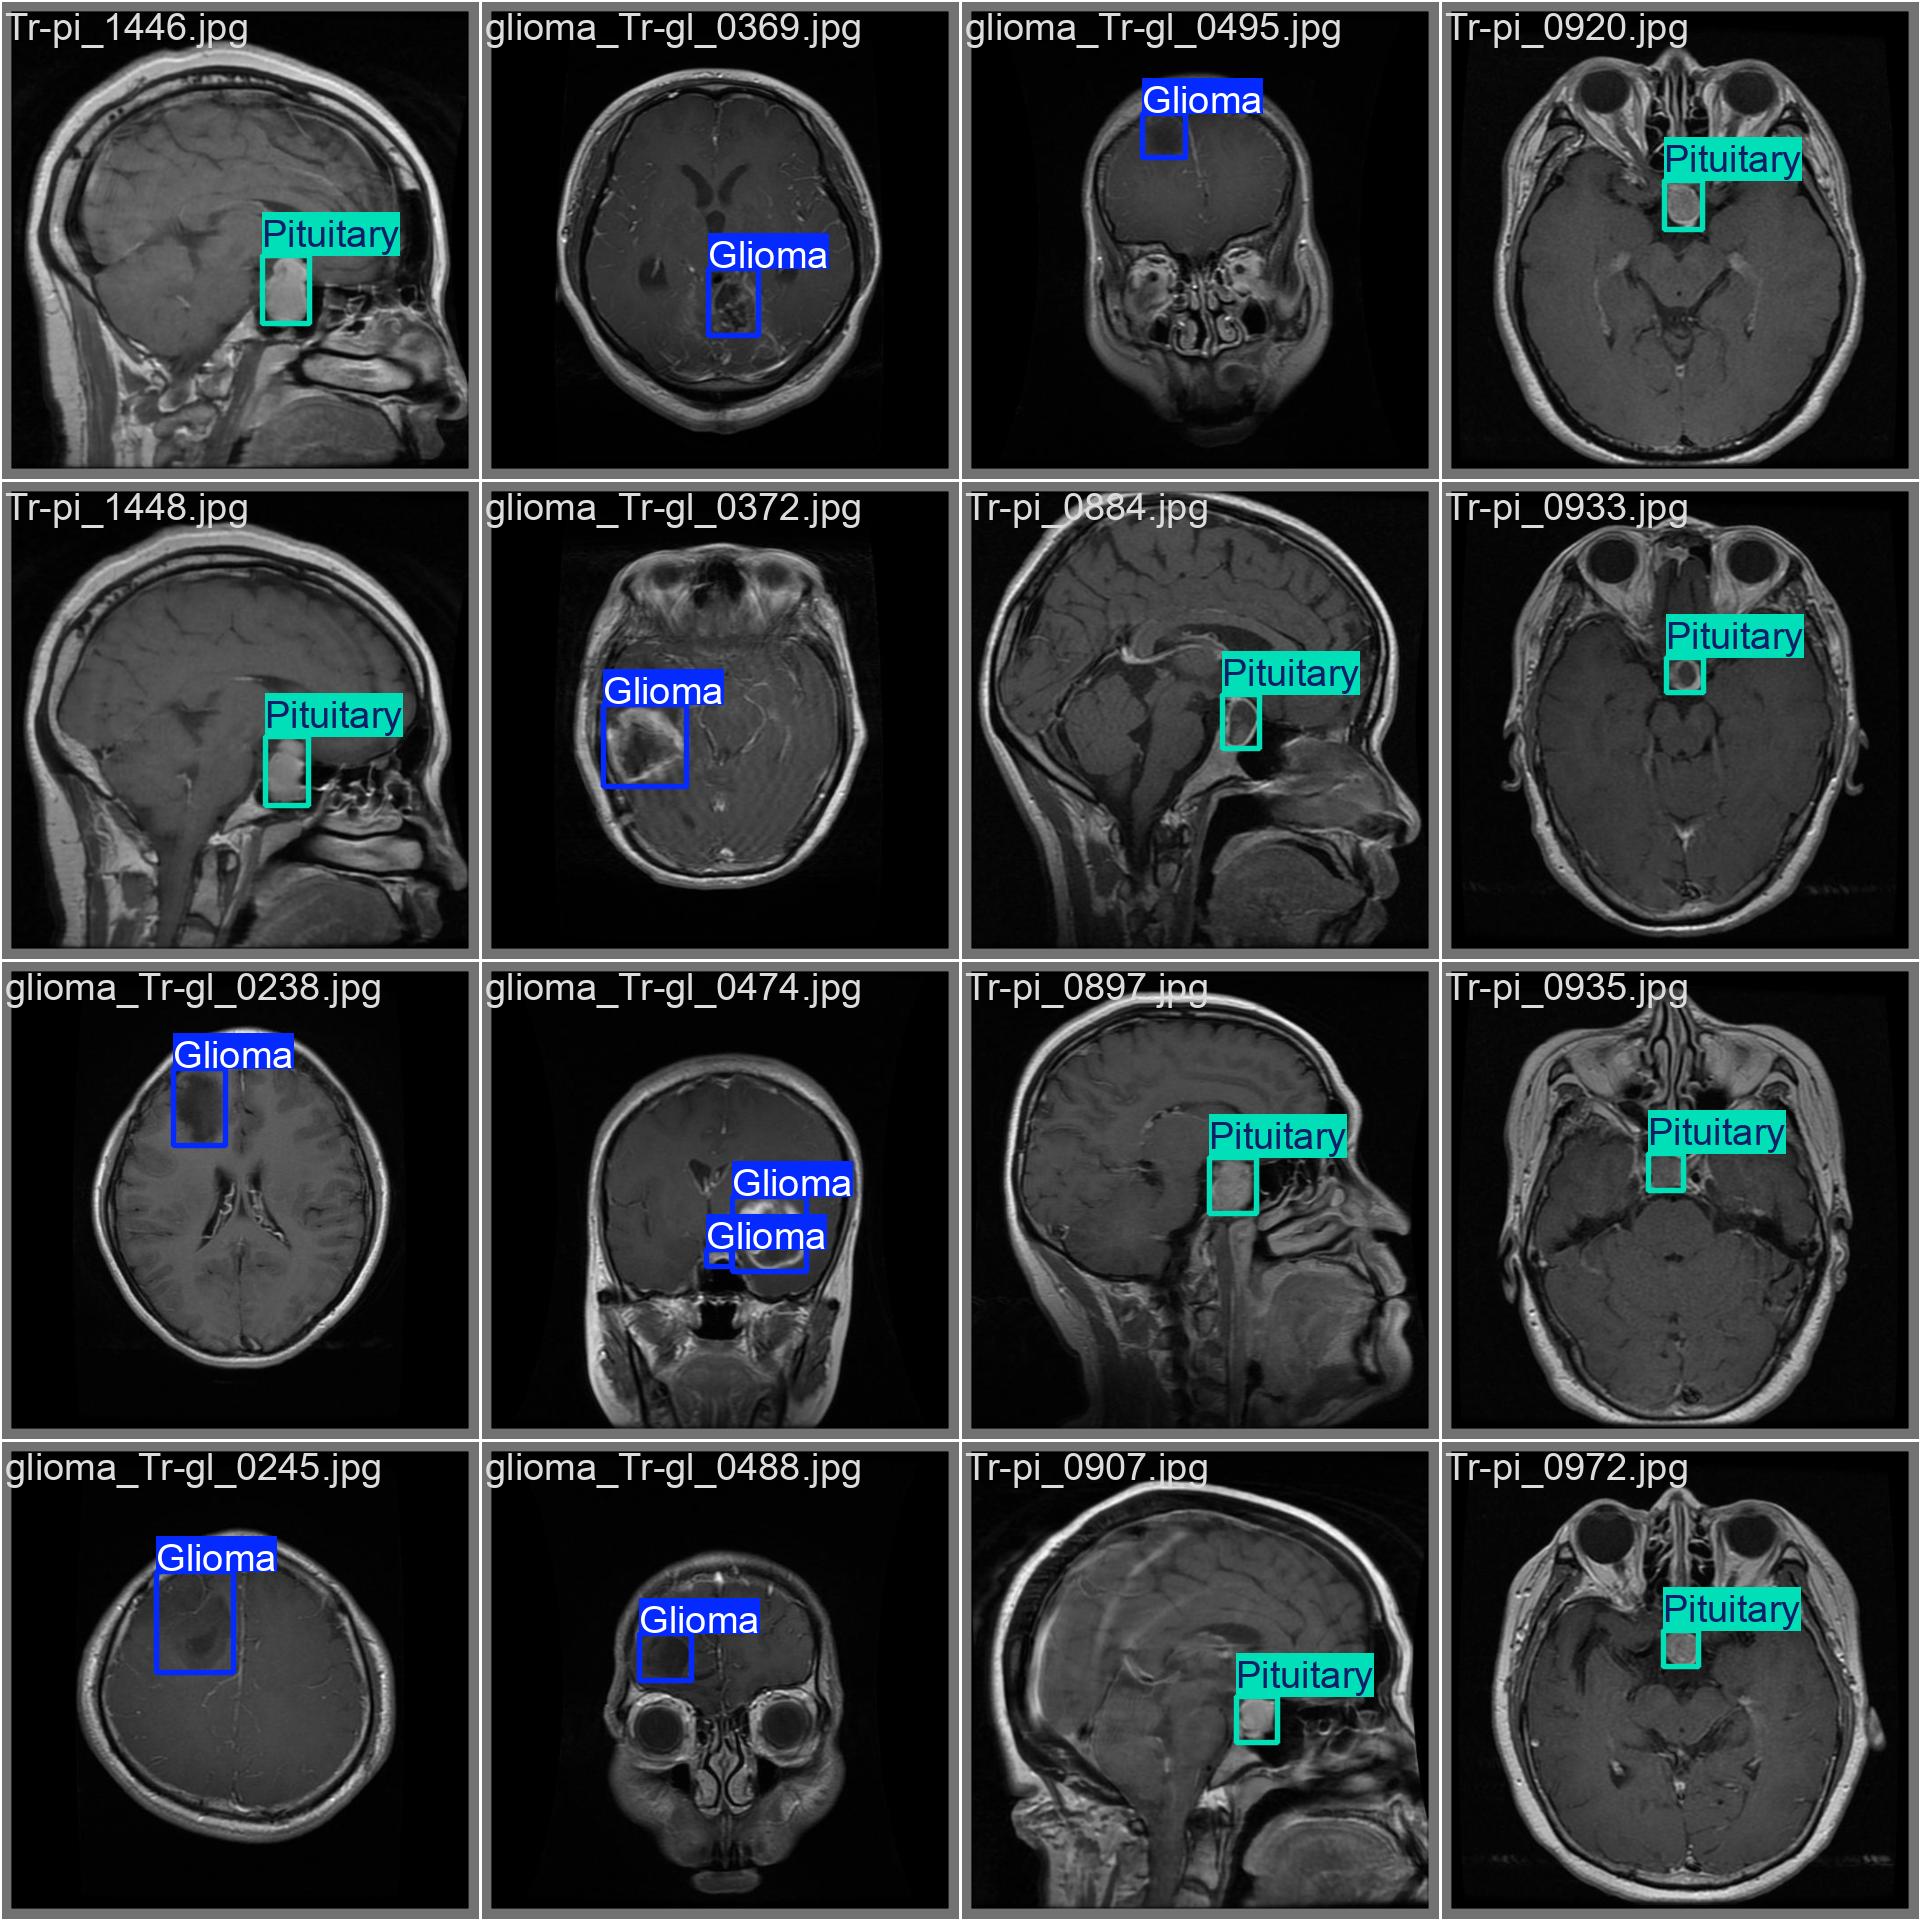 Tr-pi_1446.jpg
Pituitary
glioma_Tr-gl_0369.jpg
Glioma
glioma_Tr-gl_0495.jpg
Glioma
Tr-pi_0920.jpg
Pituitary
Tr-pi_1448.jpg
Pituitary
glioma_Tr-gl_0372.jpg
Glioma
Tr-pi_0884.jpg
Pituitary
Tr-pi_0933.jpg
Pituitary
glioma_Tr-gl_0238.jpg
Glioma
glioma_Tr-gl_0474.jpg
Glioma
Glioma
Tr-pi_0897.jpg
Pituitary
Tr-pi_0935.jpg
Pituitary
glioma_Tr-gl_0245.jpg
Glioma
glioma_Tr-gl_0488.jpg
Glioma
Tr-pi_0907.jpg
Pituitary
Tr-pi_0972.jpg
Pituitary